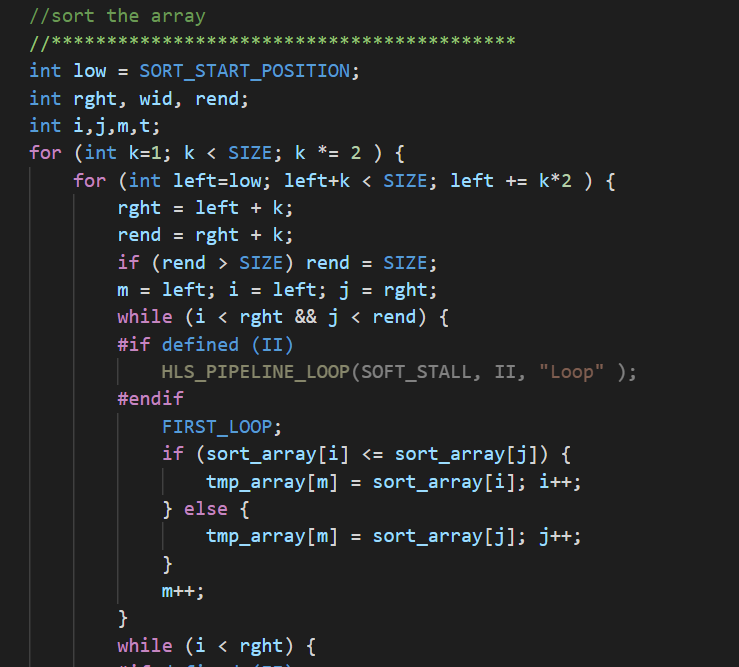 //sort the array
//******************************************
int low = SORT_START_POSITION;
int rght, wid, rend;
int i,j,m,t;
for (int k=1; k < SIZE; k *= 2 ) {
    for (int left=low; left+k < SIZE; left += k*2 ) {
        rght = left + k;
        rend = rght + k;
        if (rend > SIZE) rend = SIZE;
        m = left; i = left; j = rght;
        while (i < rght && j < rend) {
        #if defined (II)
            HLS_PIPELINE_LOOP(SOFT_STALL, II, "Loop" );
        #endif
            FIRST_LOOP;
            if (sort_array[i] <= sort_array[j]) {
                tmp_array[m] = sort_array[i]; i++;
            } else {
                tmp_array[m] = sort_array[j]; j++;
            }
            m++;
        }
        while (i < rght) {